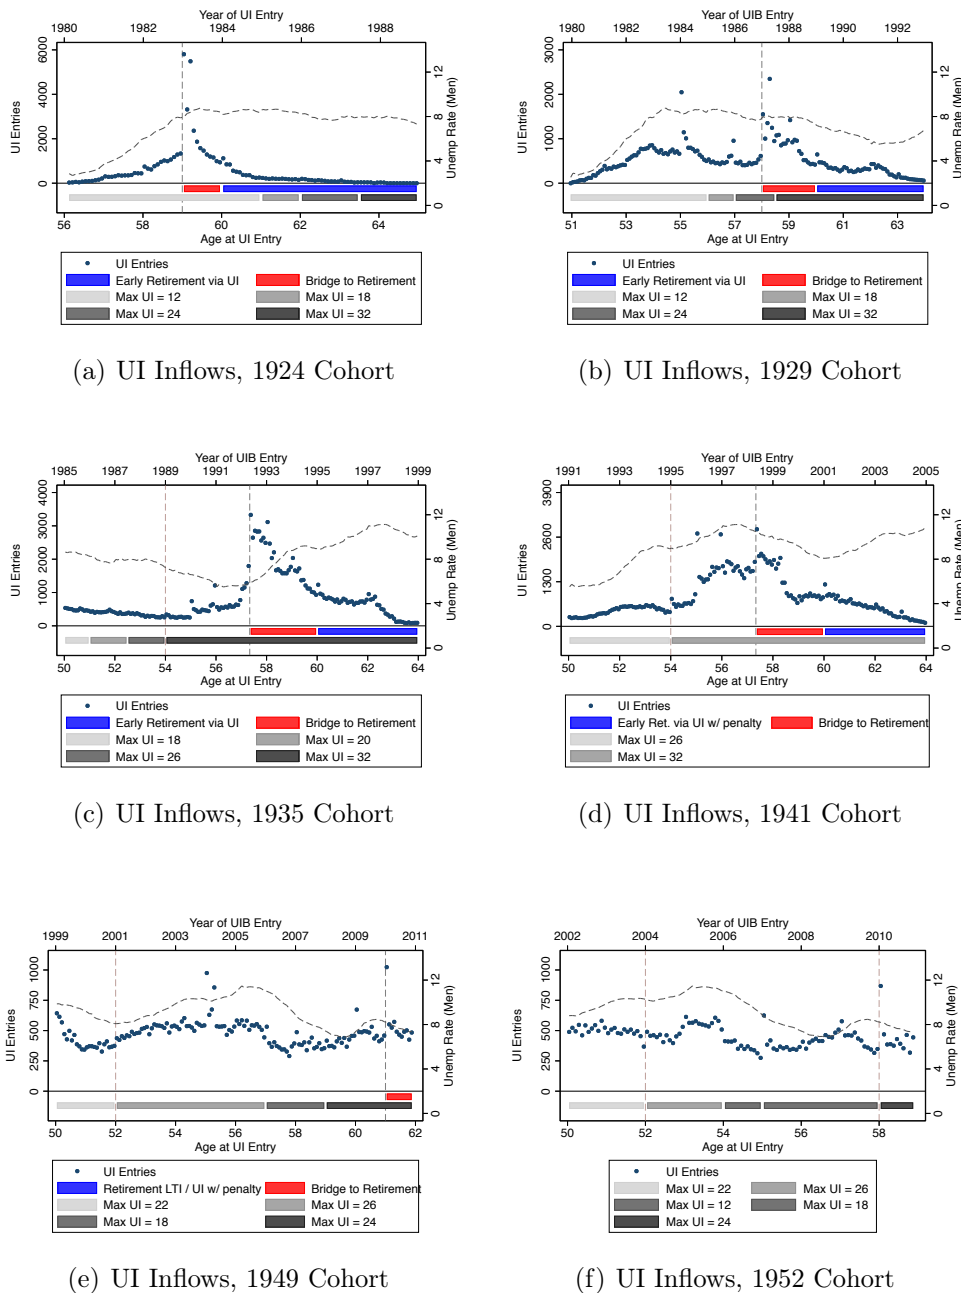 Year of UI Entry
1980 1982 1984 1986 1988
UI Entries
0 2000 4000 6000
Unemp Rate (Men)
0 4 8 12
56 58 60 62 64
Age at UI Entry
UI Entries
Early Retirement via UI Bridge to Retirement
Max UI = 12 Max UI = 18
Max UI = 24 Max UI = 32
(a) UI Inflows, 1924 Cohort
Year of UIB Entry
1980 1982 1984 1986 1988 1990 1992
UI Entries
0 1000 2000 3000
Unemp Rate (Men)
0 4 8 12
51 53 55 57 59 61 63
Age at UI Entry
UI Entries
Early Retirement via UI Bridge to Retirement
Max UI = 12 Max UI = 18
Max UI = 24 Max UI = 32
(b) UI Inflows, 1929 Cohort
Year of UIB Entry
1985 1987 1989 1991 1993 1995 1997 1999
UI Entries
0 1000 2000 3000 4000
Unemp Rate (Men)
0 4 8 12
50 52 54 56 58 60 62 64
Age at UI Entry
UI Entries
Early Retirement via UI Bridge to Retirement
Max UI = 18 Max UI = 20
Max UI = 26 Max UI = 32
(c) UI Inflows, 1935 Cohort
Year of UIB Entry
1991 1993 1995 1997 1999 2001 2003 2005
UI Entries
0 1300 2600 3900
Unemp Rate (Men)
0 4 8 12
50 52 54 56 58 60 62 64
Age at UI Entry
UI Entries
Early Ret. via UI w/ penalty Bridge to Retirement
Max UI = 26
Max UI = 32
(d) UI Inflows, 1941 Cohort
Year of UIB Entry
1999 2001 2003 2005 2007 2009 2011
UI Entries
0 250 500 750 1000
Unemp Rate (Men)
0 4 8 12
50 52 54 56 58 60 62
Age at UI Entry
UI Entries
Retirement LTI / UI w/ penalty Bridge to Retirement
Max UI = 22 Max UI = 26
Max UI = 18 Max UI = 24
(e) UI Inflows, 1949 Cohort
Year of UIB Entry
2002 2004 2006 2008 2010
UI Entries
0 250 500 750 1000
Unemp Rate (Men)
0 4 8 12
50 52 54 56 58
Age at UI Entry
UI Entries
Max UI = 22 Max UI = 26
Max UI = 12 Max UI = 18
Max UI = 24
(f) UI Inflows, 1952 Cohort